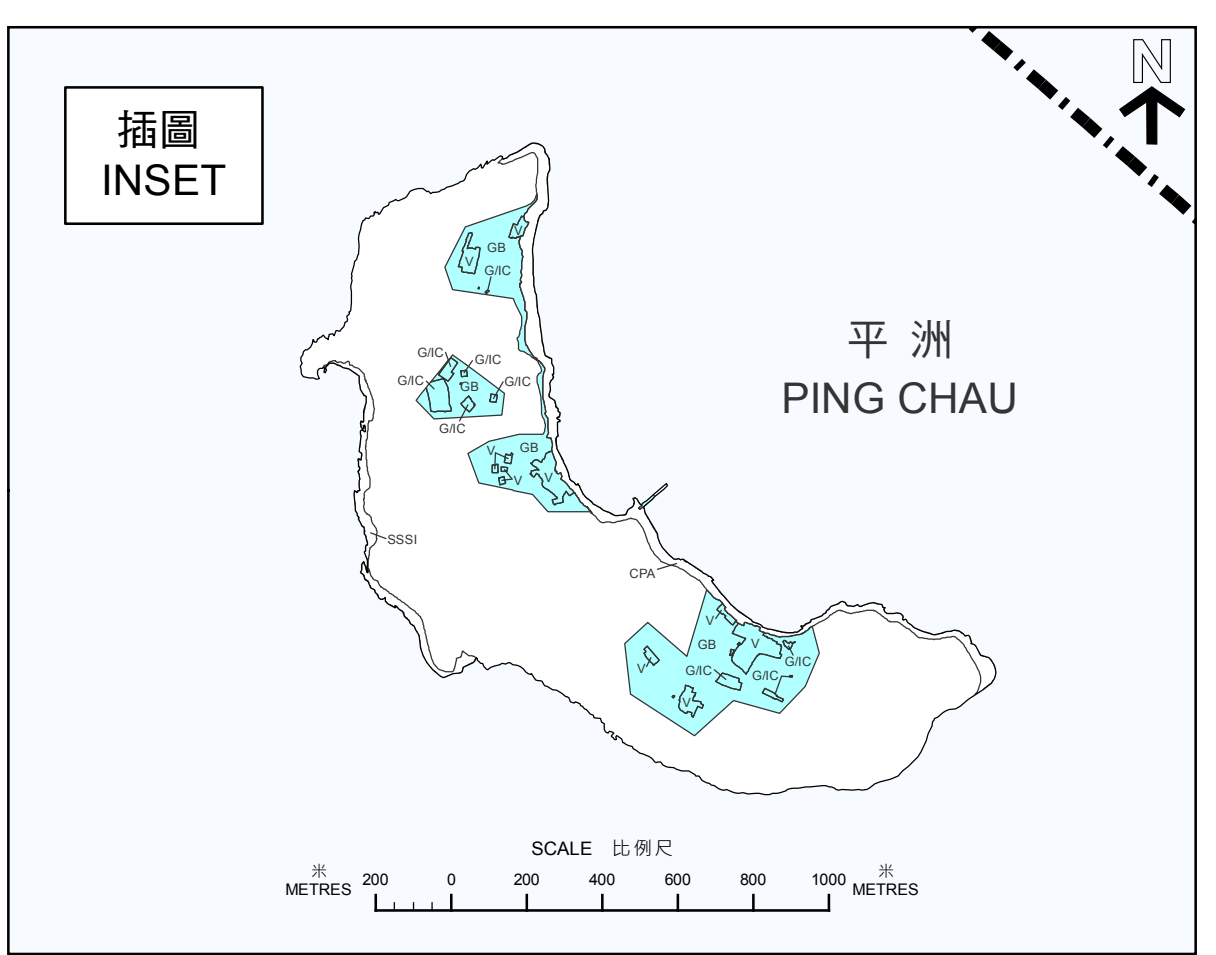 N
插圖
INSET
V
GB
V
G/IC
平 洲
PING CHAU
G/IC
G/IC
G/IC
GB
G/IC
G/IC
V
GB
V
V
SSSI
CPA
V
GB
V
V
G/IC
G/IC
G/IC
V
SCALE 比例尺
米
METRES
200 0 200 400 600 800 1000
米
METRES